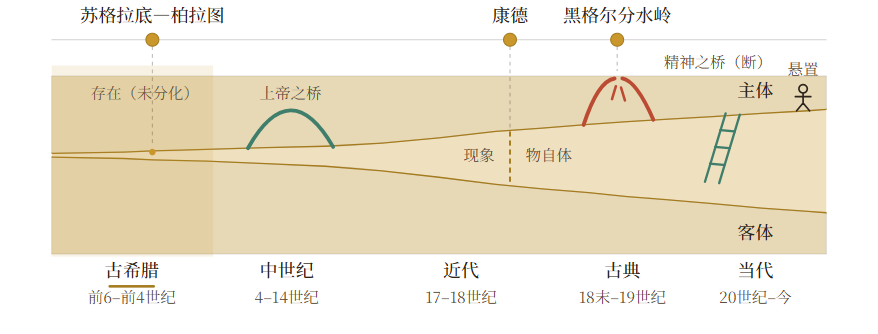 苏格拉底—柏拉图
康德
黑格尔分水岭
精神之桥（断）
悬置
存在（未分化）
上帝之桥
主体
现象
物自体
客体
古希腊
中世纪
近代
古典
当代
前6–前4世纪
4–14世纪
17–18世纪
18末–19世纪
20世纪–今